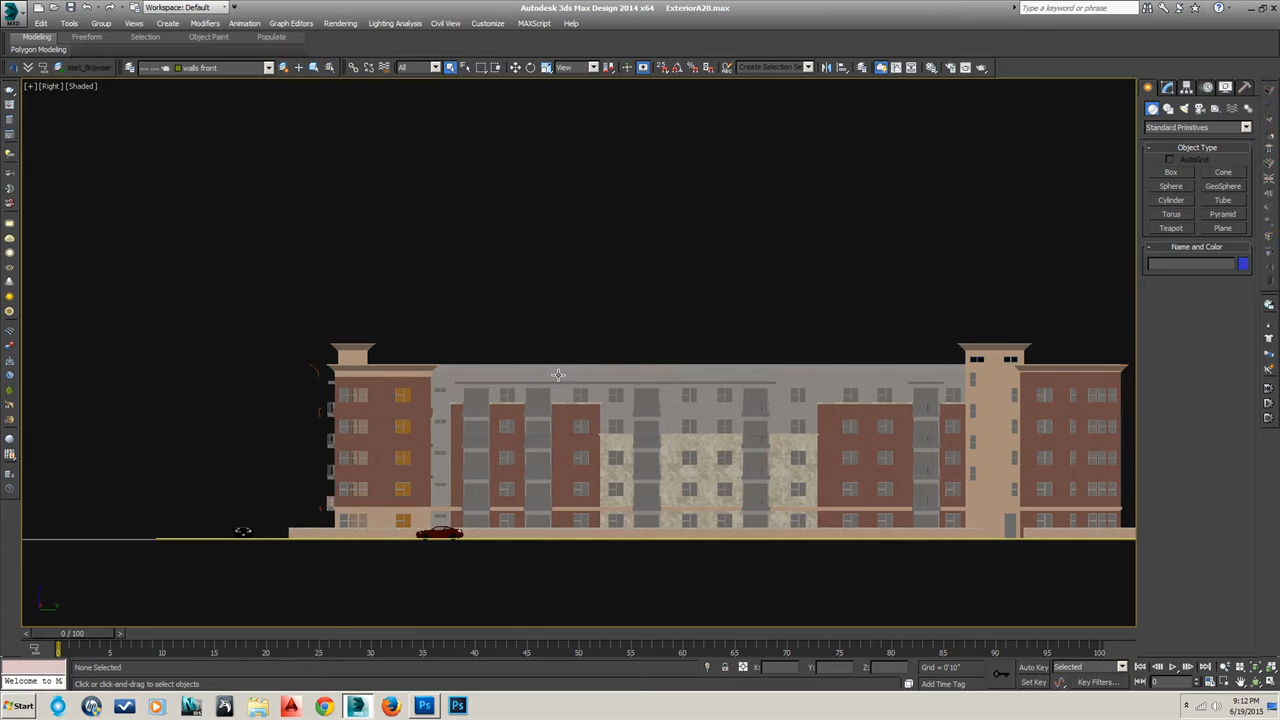 Workspace: Default
Autodesk 3ds Max Design 2014 x64 ExteriorA20.max
Type a keyword or phrase
MXD
Edit Tools Group Views Create Modifiers Animation Graph Editors Rendering Lighting Analysis Civil View Customize MAXScript Help
Modeling Freeform Selection Object Paint Populate
Polygon Modeling
sset_Browser walls front All View Create Selection Se
[+] [Right] [Shaded]
Standard Primitives
- Object Type
AutoGrid
Box Cone
Sphere GeoSphere
Cylinder Tube
Torus Pyramid
Teapot Plane
- Name and Color
y
< 0 / 100 >
0 5 10 15 20 25 30 35 40 45 50 55 60 65 70 75 80 85 90 95 100
None Selected X: Y: Z: Grid = 0'10" Auto Key Selected
Welcome to M Click or click-and-drag to select objects Add Time Tag Set Key Key Filters... 0
Start
9:12 PM
6/19/2015